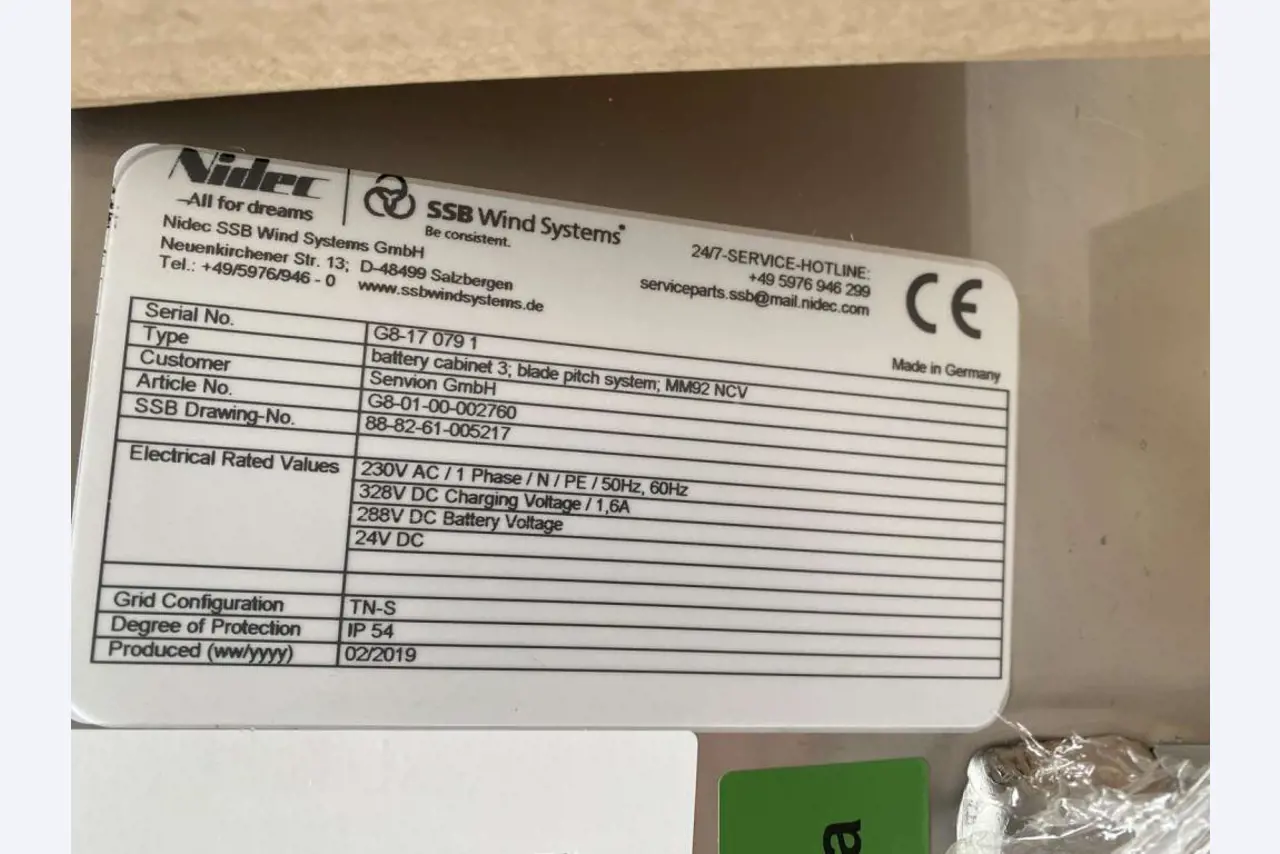 Nidec
-All for dreams
SSB Wind Systems®
Be consistent.
Nidec SSB Wind Systems GmbH
Neuenkirchener Str. 13; D-48499 Salzbergen
Tel.: +49/5976/946 - 0 www.ssbwindsystems.de
24/7-SERVICE-HOTLINE:
+49 5976 946 299
serviceparts.ssb@mail.nidec.com
CE
Made in Germany
Serial No. G8-17 079 1
Type battery cabinet 3; blade pitch system; MM92 NCV
Customer Senvion GmbH
Article No. G8-01-00-002760
SSB Drawing-No. 88-82-61-005217
Electrical Rated Values 230V AC / 1 Phase / N / PE / 50Hz, 60Hz
328V DC Charging Voltage / 1,6A
288V DC Battery Voltage
24V DC
Grid Configuration TN-S
Degree of Protection IP 54
Produced (ww/yyyy) 02/2019
a